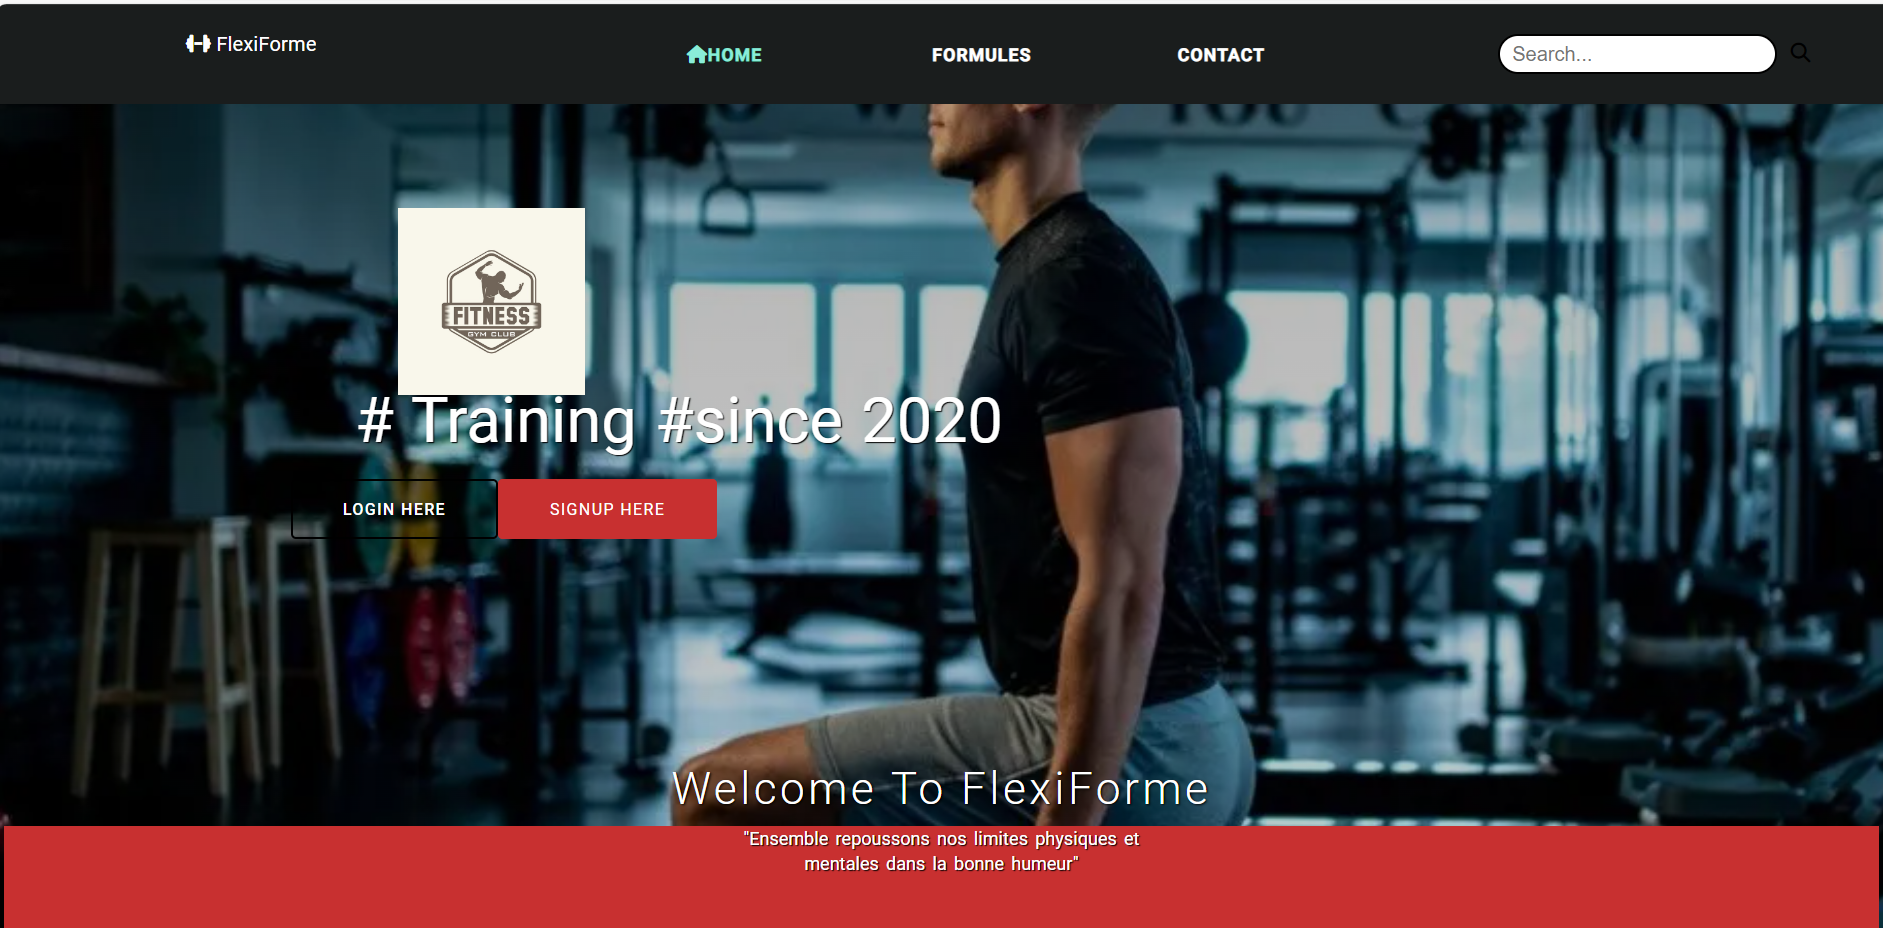 FlexiForme
HOME
FORMULES
CONTACT
Search...
FITNESS
GYM CLUB
# Training #since 2020
LOGIN HERE
SIGNUP HERE
Welcome To FlexiForme
"Ensemble repoussons nos limites physiques et
mentales dans la bonne humeur"